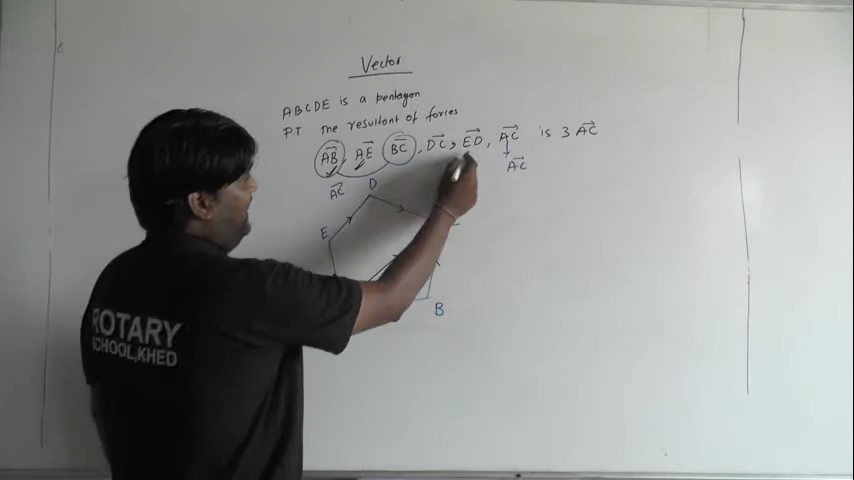 Vector
ABCDE is a pentagon
PT The resultant of forces
AB, AE BC, DC, ED, AC is 3 AC
AC AC
D
E
B
ROTARY
SCHOOL,KHED